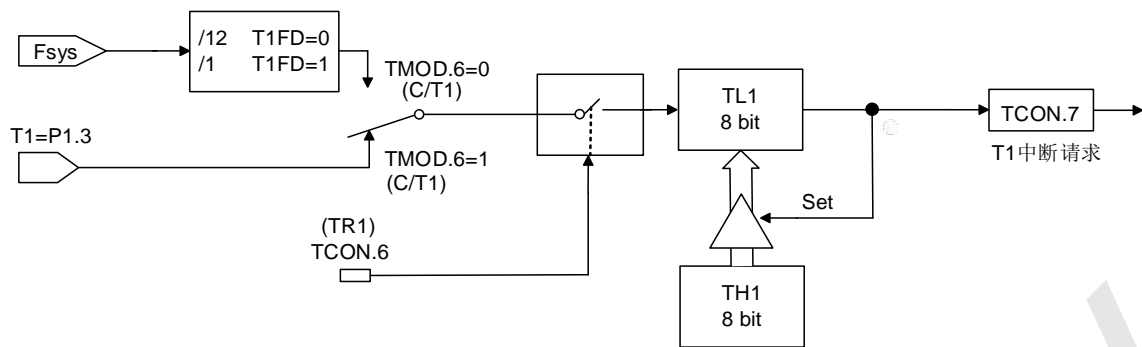 Fsys
/12 T1FD=0
/1 T1FD=1
TMOD.6=0
(C/T1)
T1=P1.3
TMOD.6=1
(C/T1)
(TR1)
TCON.6
TL1
8 bit
TCON.7
T1中断请求
Set
TH1
8 bit